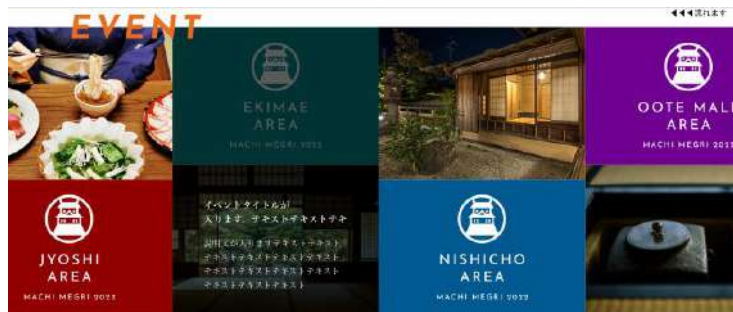 EVENT
◀◀◀流れます
EKIMAE
AREA
MACHI MEGRI 2022
OOTE MALL
AREA
MACHI MEGRI 2022
イベントタイトルが
入ります。テキストテキストテキ
説明文が入りますテキストテキスト
テキストテキストテキストテキスト
テキストテキストテキストテキスト
テキストテキストテキスト
JYOSHI
AREA
MACHI MEGRI 2022
NISHICHO
AREA
MACHI MEGRI 2022